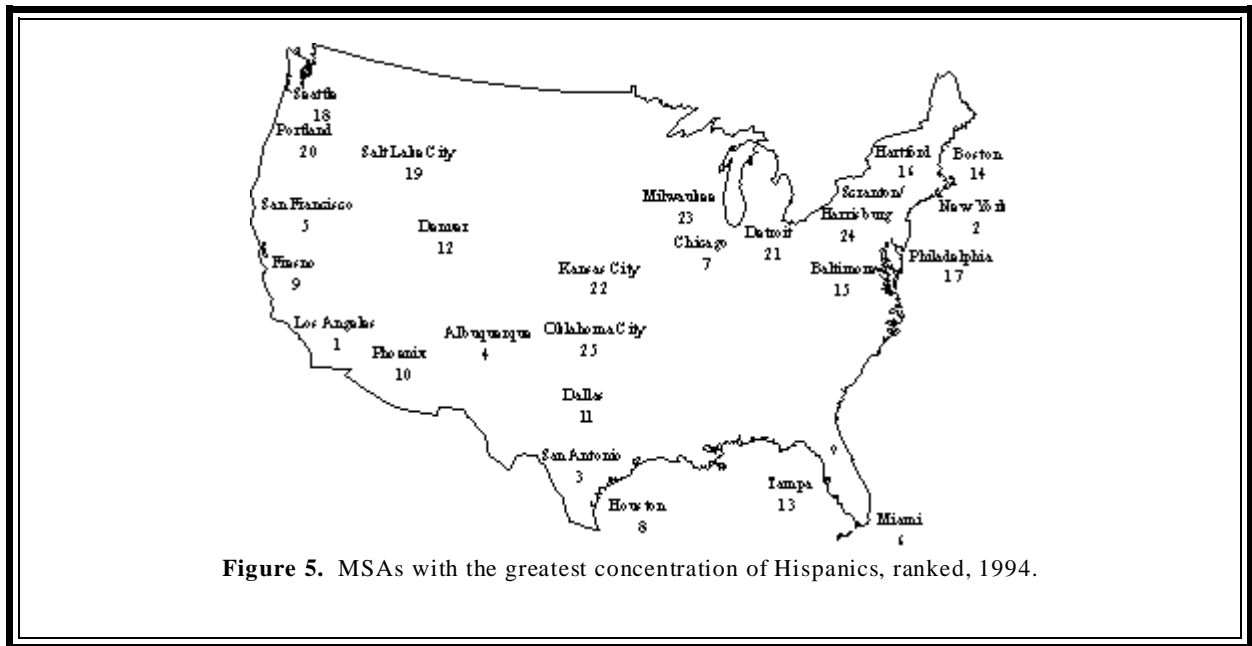 Seattle
18
Portland
20
Salt Lake City
19
San Francisco
5
Denver
12
Fresno
9
Los Angeles
1
Phoenix
10
Albuquerque
4
Milwaukee
23
Chicago
7
Detroit
21
Kansas City
22
Oklahoma City
25
Dallas
11
San Antonio
3
Houston
8
Hartford
16
Boston
14
Scranton/
Harrisburg
24
New York
2
Baltimore
15
Philadelphia
17
Tampa
13
Miami
6
Figure 5. MSAs with the greatest concentration of Hispanics, ranked, 1994.